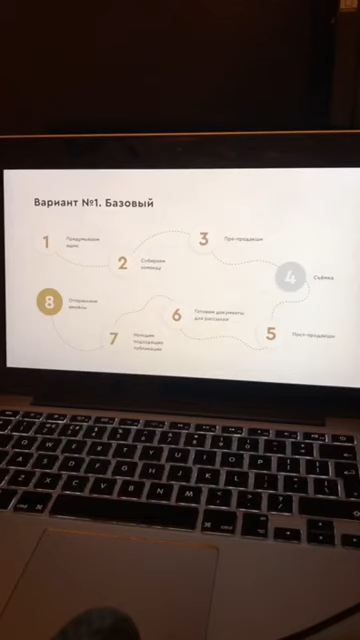 Вариант №1. Базовый
1
Придумываем
идею
2
Собираем
команду
3
Пре-продакшн
4
Съёмка
5
Пост-продакшн
6
Готовим документы
для рассылки
7
Находим
подходящие
публикации
8
Отправляем
имейлы